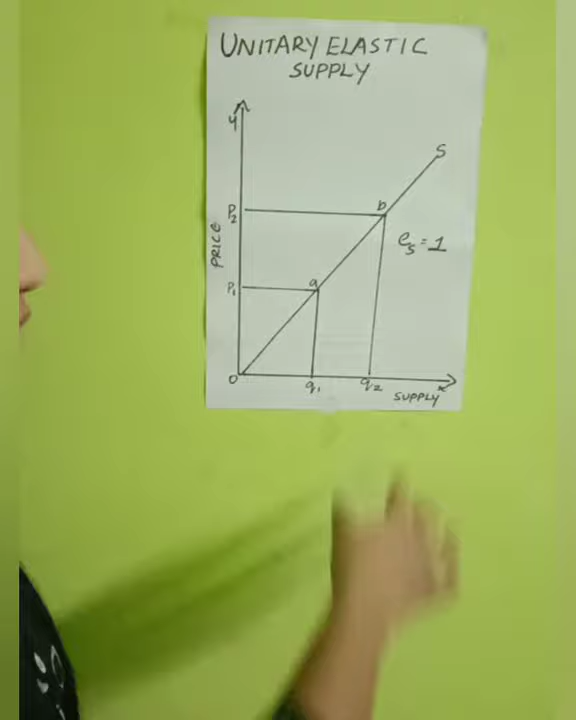 UNITARY ELASTIC
SUPPLY
y
S
P2
b
PRICE
es = 1
P1
a
O
q1
q2
x
SUPPLY